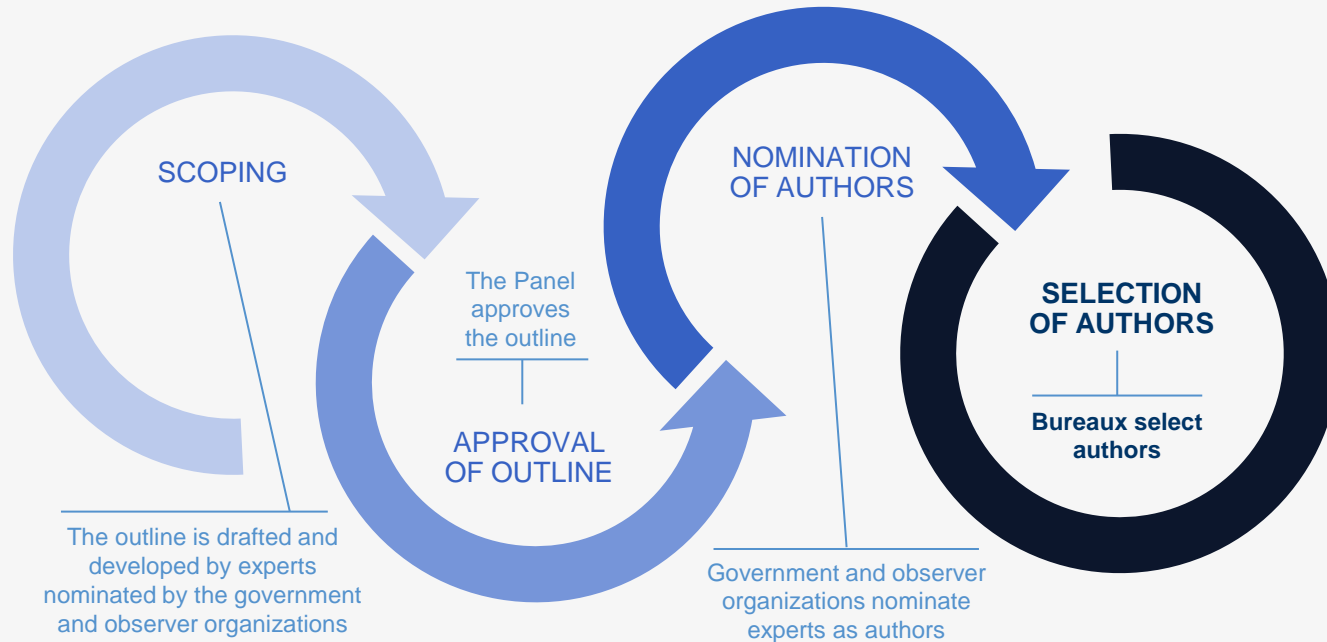 SCOPING
The outline is drafted and
developed by experts
nominated by the government
and observer organizations
The Panel
approves
the outline
APPROVAL
OF OUTLINE
NOMINATION
OF AUTHORS
Government and observer
organizations nominate
experts as authors
SELECTION
OF AUTHORS
Bureaux select
authors